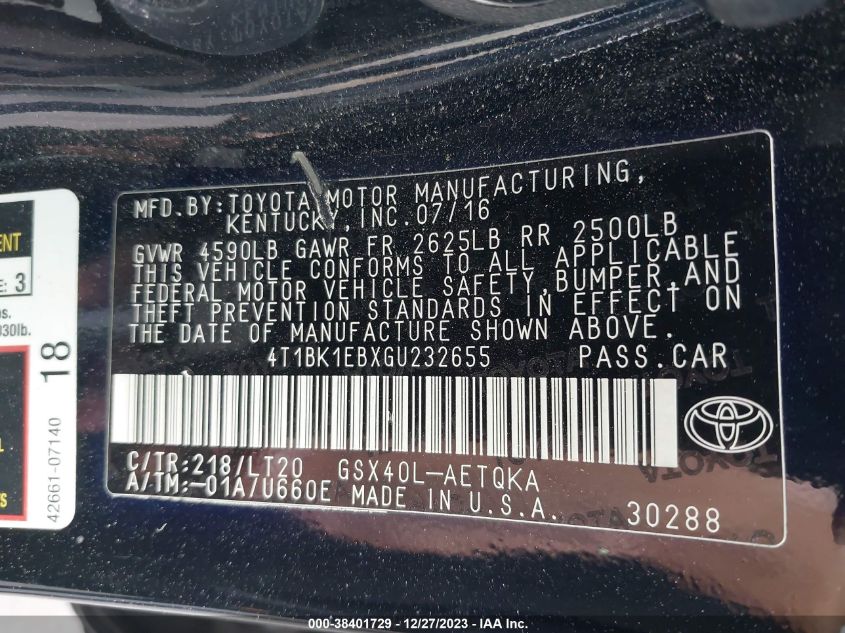 MFD.BY:TOYOTA MOTOR MANUFACTURING,
KENTUCKY, INC.07/16
GVWR 4590LB GAWR FR 2625LB RR 2500LB
THIS VEHICLE CONFORMS TO ALL APPLICABLE
FEDERAL MOTOR VEHICLE SAFETY,BUMPER,AND
THEFT PREVENTION STANDARDS IN EFFECT ON
THE DATE OF MANUFACTURE SHOWN ABOVE.
4T1BK1EBXGU232655 PASS.CAR
C/TR:218/LT20 GSX40L-AETQKA
A/TM:-01A/U660E MADE IN U.S.A. 30288
3
030lb.
18
42661-07140
000-38401729 - 12/27/2023 - IAA Inc.